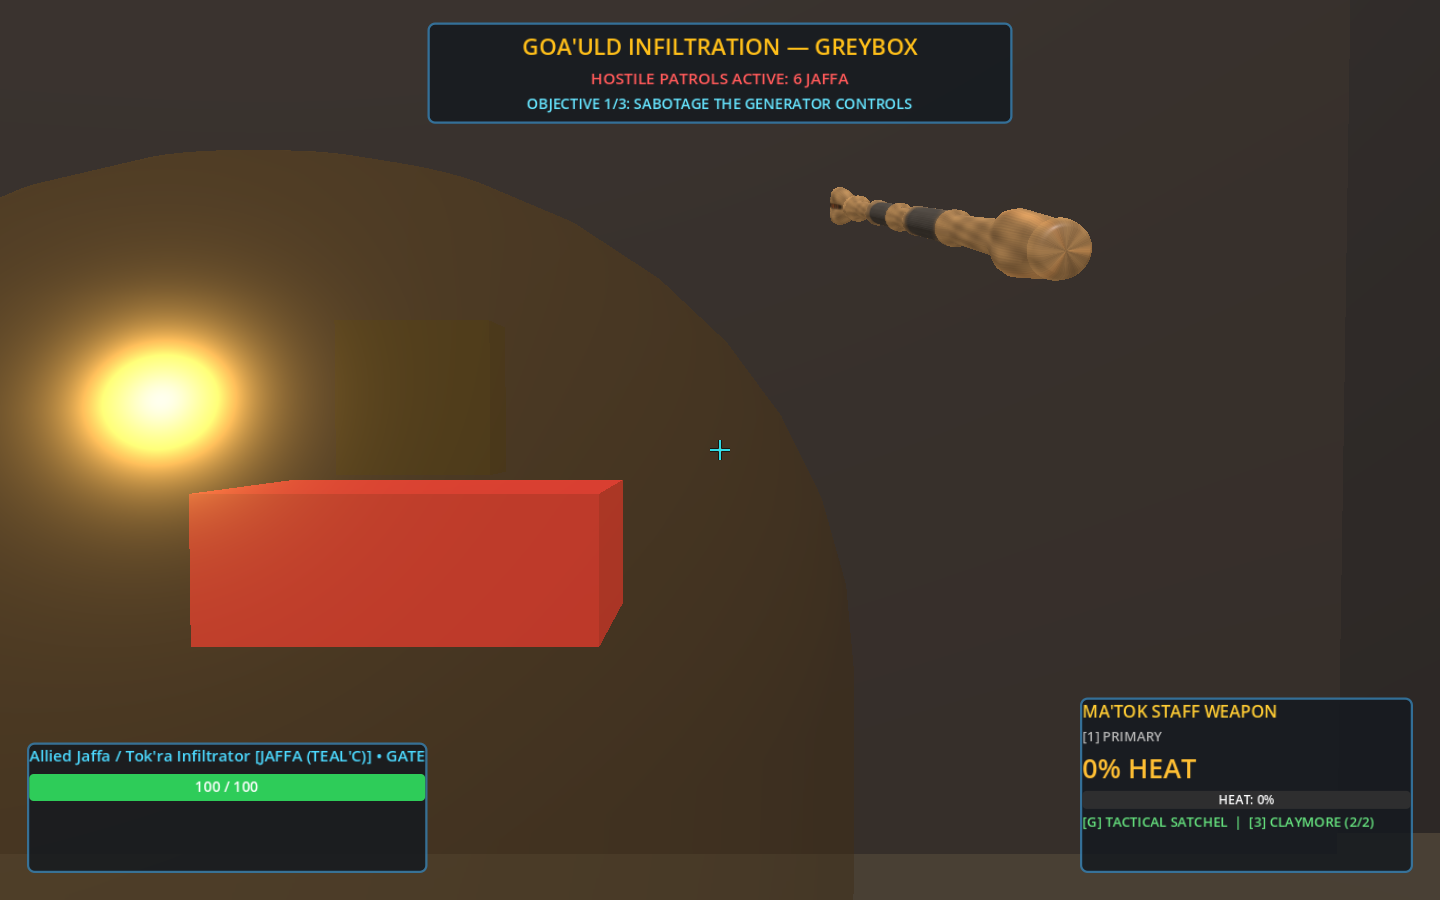 GOA'ULD INFILTRATION — GREYBOX
HOSTILE PATROLS ACTIVE: 6 JAFFA
OBJECTIVE 1/3: SABOTAGE THE GENERATOR CONTROLS
Allied Jaffa / Tok'ra Infiltrator [JAFFA (TEAL'C)] • GATE
100 / 100
MA'TOK STAFF WEAPON
[1] PRIMARY
0% HEAT
HEAT: 0%
[G] TACTICAL SATCHEL | [3] CLAYMORE (2/2)